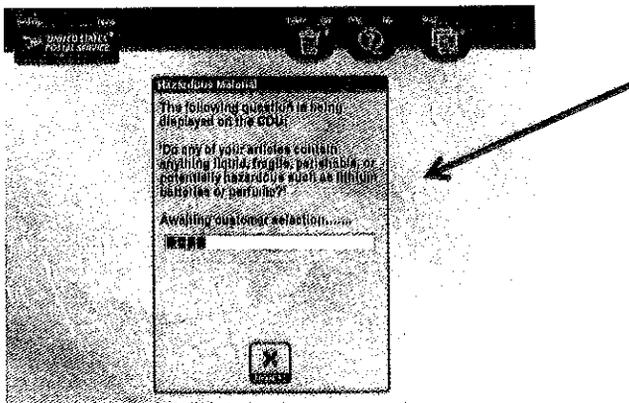 UNITED STATES
POSTAL SERVICE
Hazardous Material
The following question is being
displayed on the CDU:
"Do any of your articles contain
anything liquid, fragile, perishable, or
potentially hazardous such as lithium
batteries or perfume?"
Awaiting customer selection.......